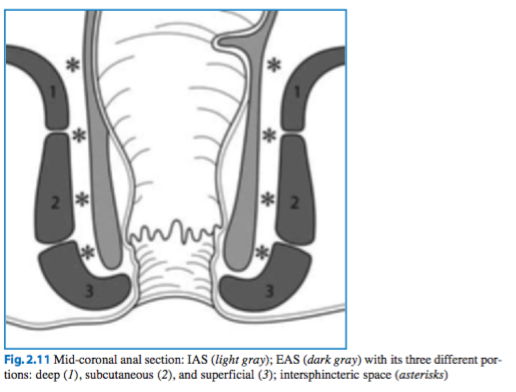 * *
1 1
* *
2 * * 2
* *
3 3
Fig. 2.11 Mid-coronal anal section: IAS (light gray); EAS (dark gray) with its three different por-
tions: deep (1), subcutaneous (2), and superficial (3); intersphincteric space (asterisks)